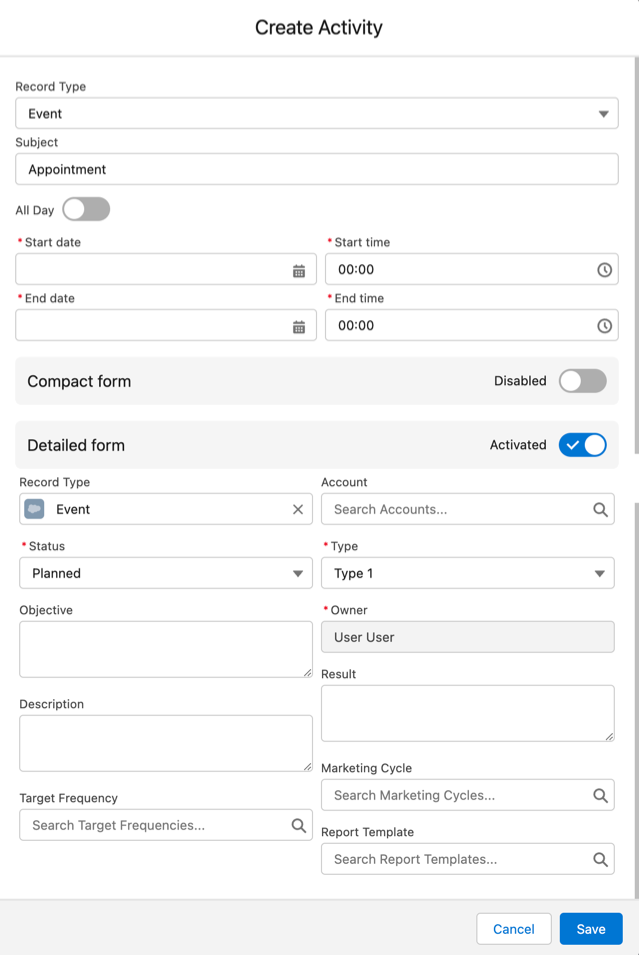 Create Activity
Record Type
Event
Subject
Appointment
All Day
* Start date
* Start time
00:00
* End date
* End time
00:00
Compact form
Disabled
Detailed form
Activated
Record Type
Account
Event
Search Accounts...
* Status
* Type
Planned
Type 1
Objective
* Owner
User User
Result
Description
Marketing Cycle
Search Marketing Cycles...
Target Frequency
Search Target Frequencies...
Report Template
Search Report Templates...
Cancel
Save